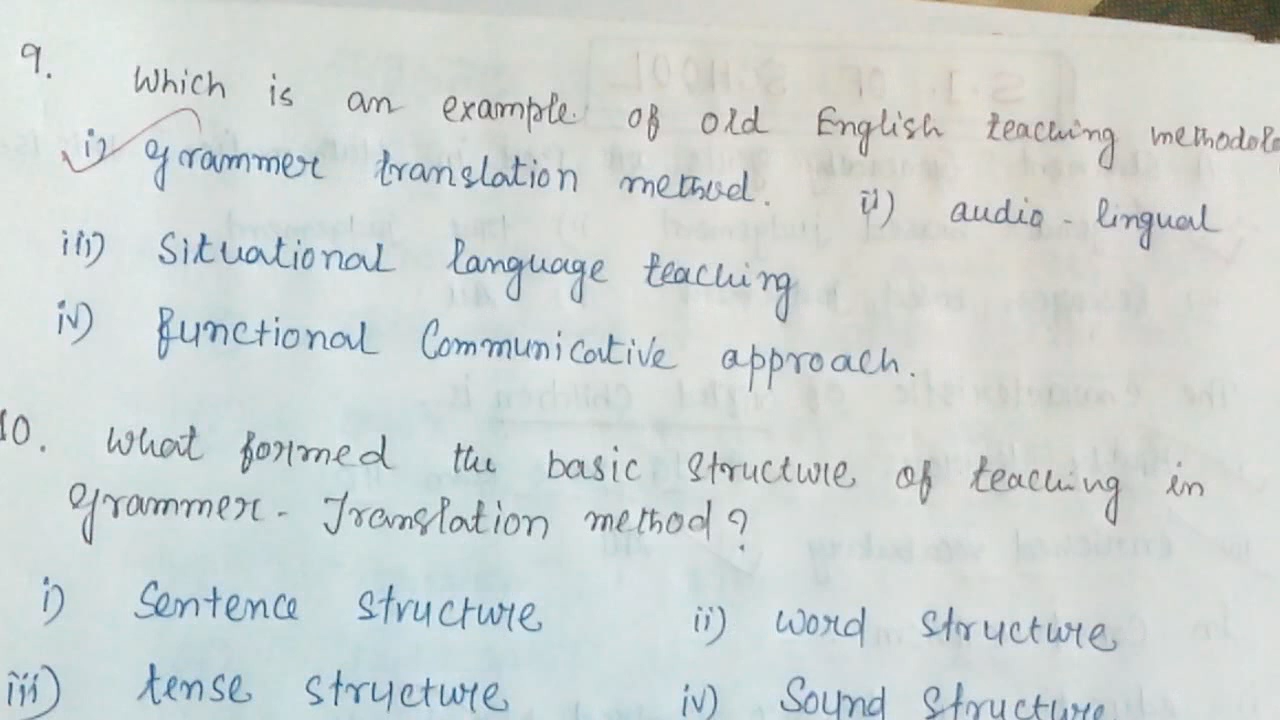 9. Which is an example of old English teaching
i) grammer translation method. ii) audio-lingual
iii) Situational language teaching
iv) functional Communicative approach.
10. What formed the basic structure of teaching in
grammer-Translation method?
i) Sentence structure ii) word structure
iii) tense structure iv) Sound Structure